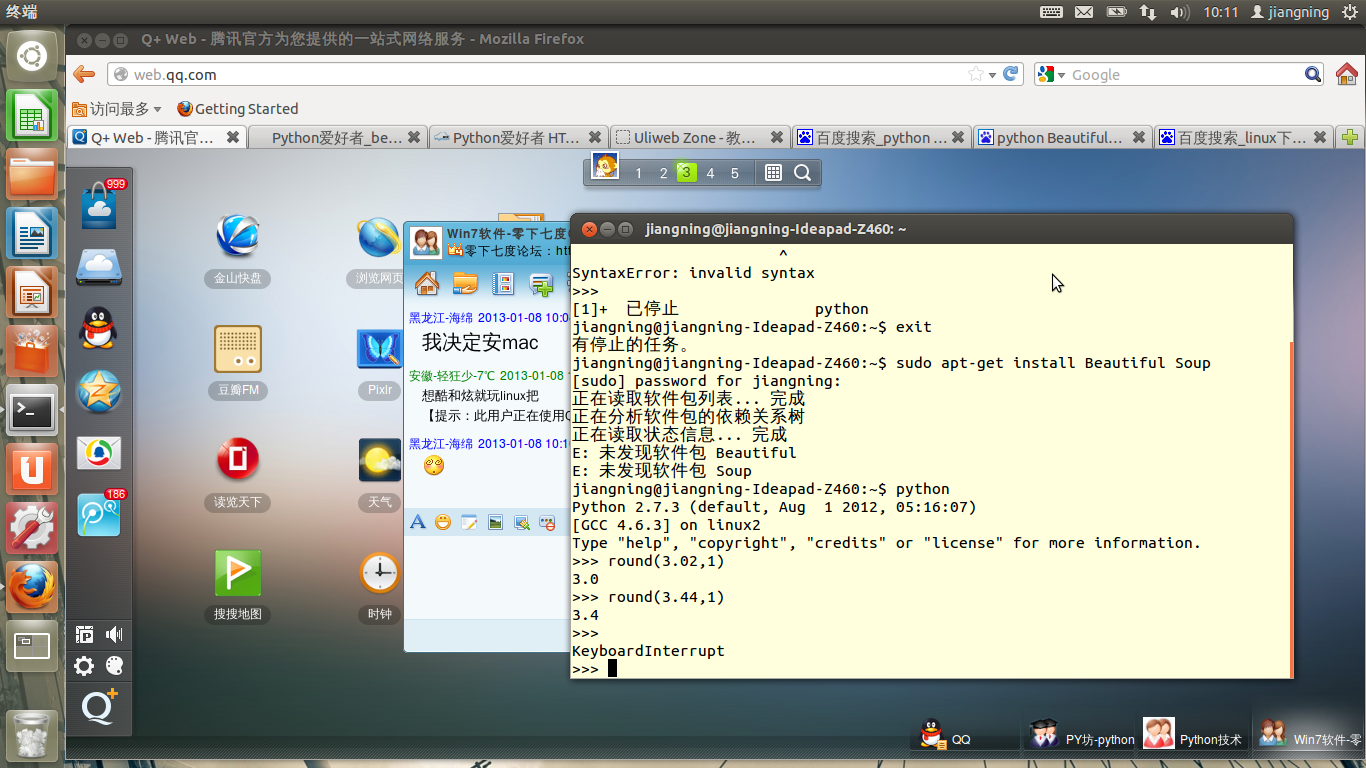 终端
10:11
jiangning
Q+ Web - 腾讯官方为您提供的一站式网络服务 - Mozilla Firefox
web.qq.com
Google
访问最多
Getting Started
Q+ Web - 腾讯官…
Python爱好者_be…
Python爱好者 HT…
Uliweb Zone - 教…
百度搜索_python …
python Beautiful…
百度搜索_linux下…
1 2 3 4 5
999
186
金山快盘
浏览网页
豆瓣FM
Pixlr
读览天下
天气
搜搜地图
时钟
Win7软件-零下七度
零下七度论坛：
黑龙江-海绵 2013-01-08
我决定安mac
安徽-轻狂少-7℃ 2013-01-08
想酷和炫就玩linux把
【提示：此用户正在使用
黑龙江-海绵 2013-01-08
jiangning@jiangning-Ideapad-Z460: ~
^
SyntaxError: invalid syntax
>>>
[1]+ 已停止 python
jiangning@jiangning-Ideapad-Z460:~$ exit
有停止的任务。
jiangning@jiangning-Ideapad-Z460:~$ sudo apt-get install Beautiful Soup
[sudo] password for jiangning:
正在读取软件包列表... 完成
正在分析软件包的依赖关系树
正在读取状态信息... 完成
E: 未发现软件包 Beautiful
E: 未发现软件包 Soup
jiangning@jiangning-Ideapad-Z460:~$ python
Python 2.7.3 (default, Aug  1 2012, 05:16:07)
[GCC 4.6.3] on linux2
Type "help", "copyright", "credits" or "license" for more information.
>>> round(3.02,1)
3.0
>>> round(3.44,1)
3.4
>>>
KeyboardInterrupt
>>>
QQ
PY坊-python
Python技术
Win7软件-零